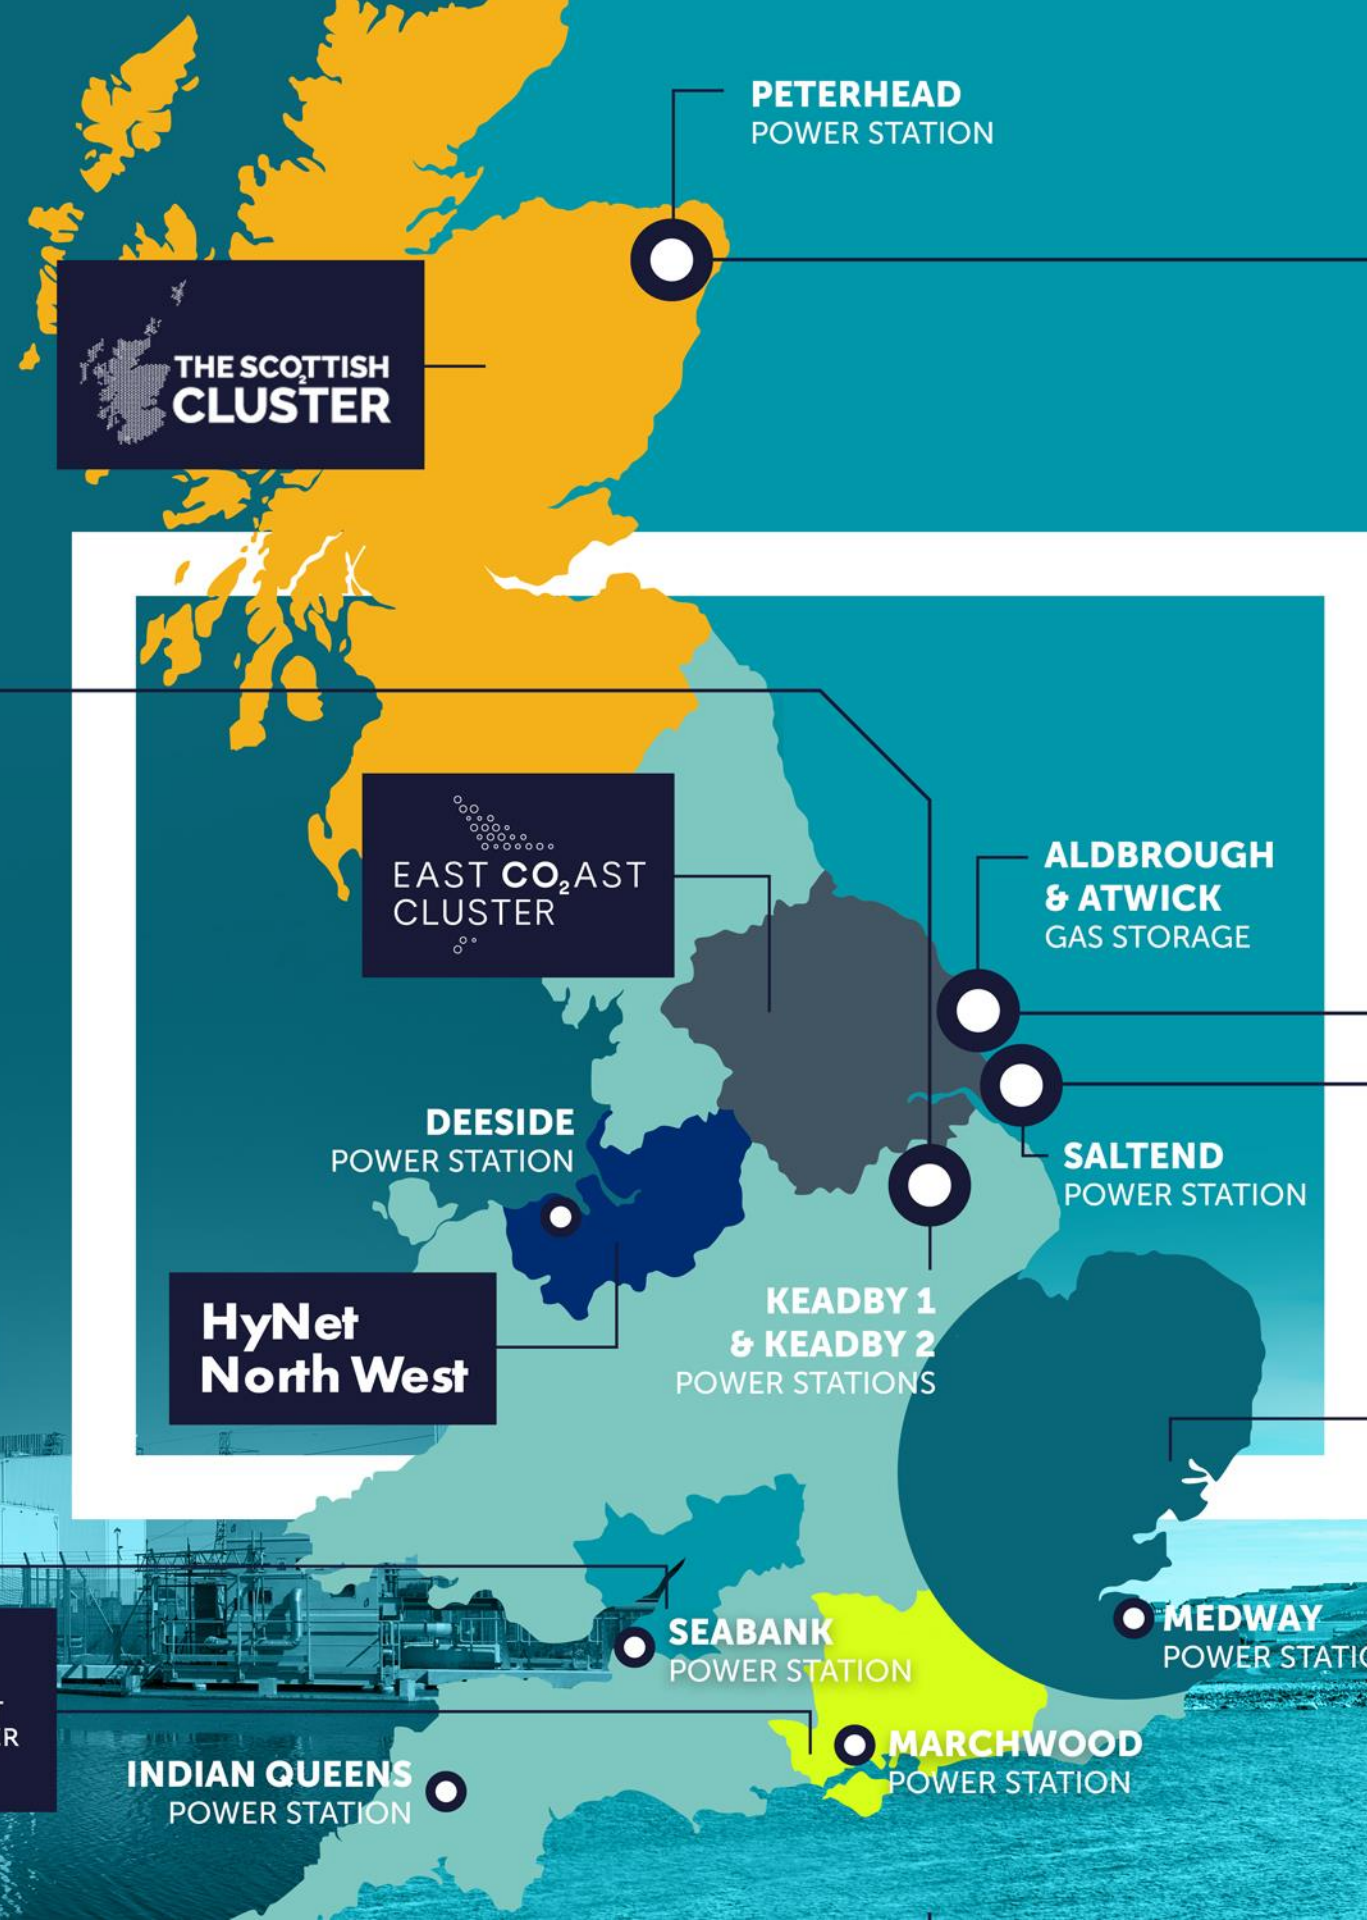 PETERHEAD
POWER STATION
THE SCO₂TTISH
CLUSTER
EAST CO₂AST
CLUSTER
ALDBROUGH
& ATWICK
GAS STORAGE
DEESIDE
POWER STATION
SALTEND
POWER STATION
HyNet
North West
KEADBY 1
& KEADBY 2
POWER STATIONS
SEABANK
POWER STATION
MEDWAY
POWER
MARCHWOOD
POWER STATION
INDIAN QUEENS
POWER STATION